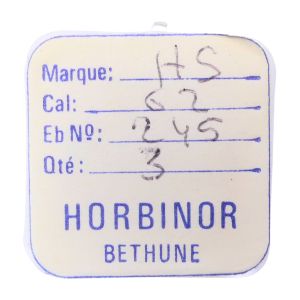 Marque: HS
Cal: 62
Eb Nº: 245
Qté: 3
HORBINOR
BETHUNE